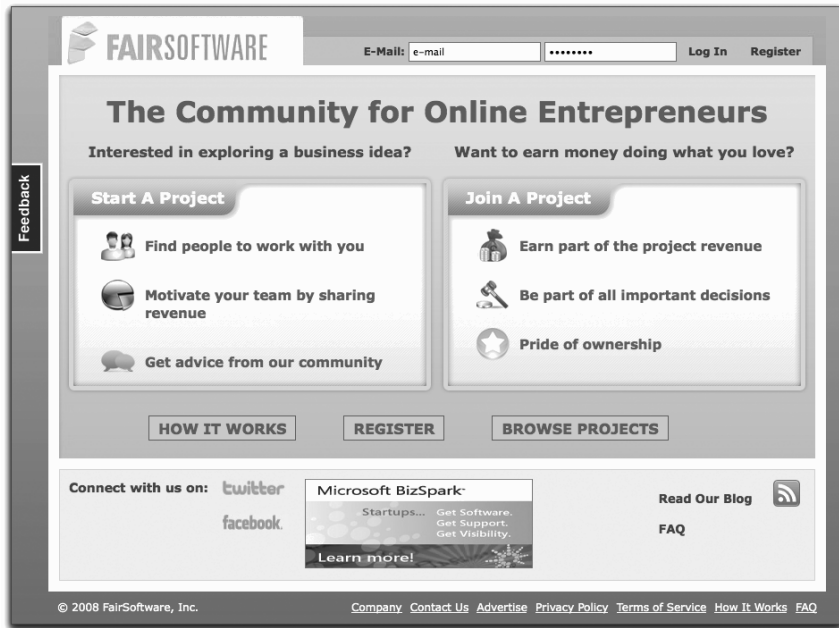 FAIRSOFTWARE
E-Mail: e-mail •••••••• Log In Register
The Community for Online Entrepreneurs
Interested in exploring a business idea?
Want to earn money doing what you love?
Feedback
Start A Project
Find people to work with you
Motivate your team by sharing
revenue
Get advice from our community
Join A Project
Earn part of the project revenue
Be part of all important decisions
Pride of ownership
HOW IT WORKS REGISTER BROWSE PROJECTS
Connect with us on: twitter
facebook.
Microsoft BizSpark™
Startups... Get Software.
Get Support.
Get Visibility.
Learn more!
Read Our Blog
FAQ
© 2008 FairSoftware, Inc. Company Contact Us Advertise Privacy Policy Terms of Service How It Works FAQ